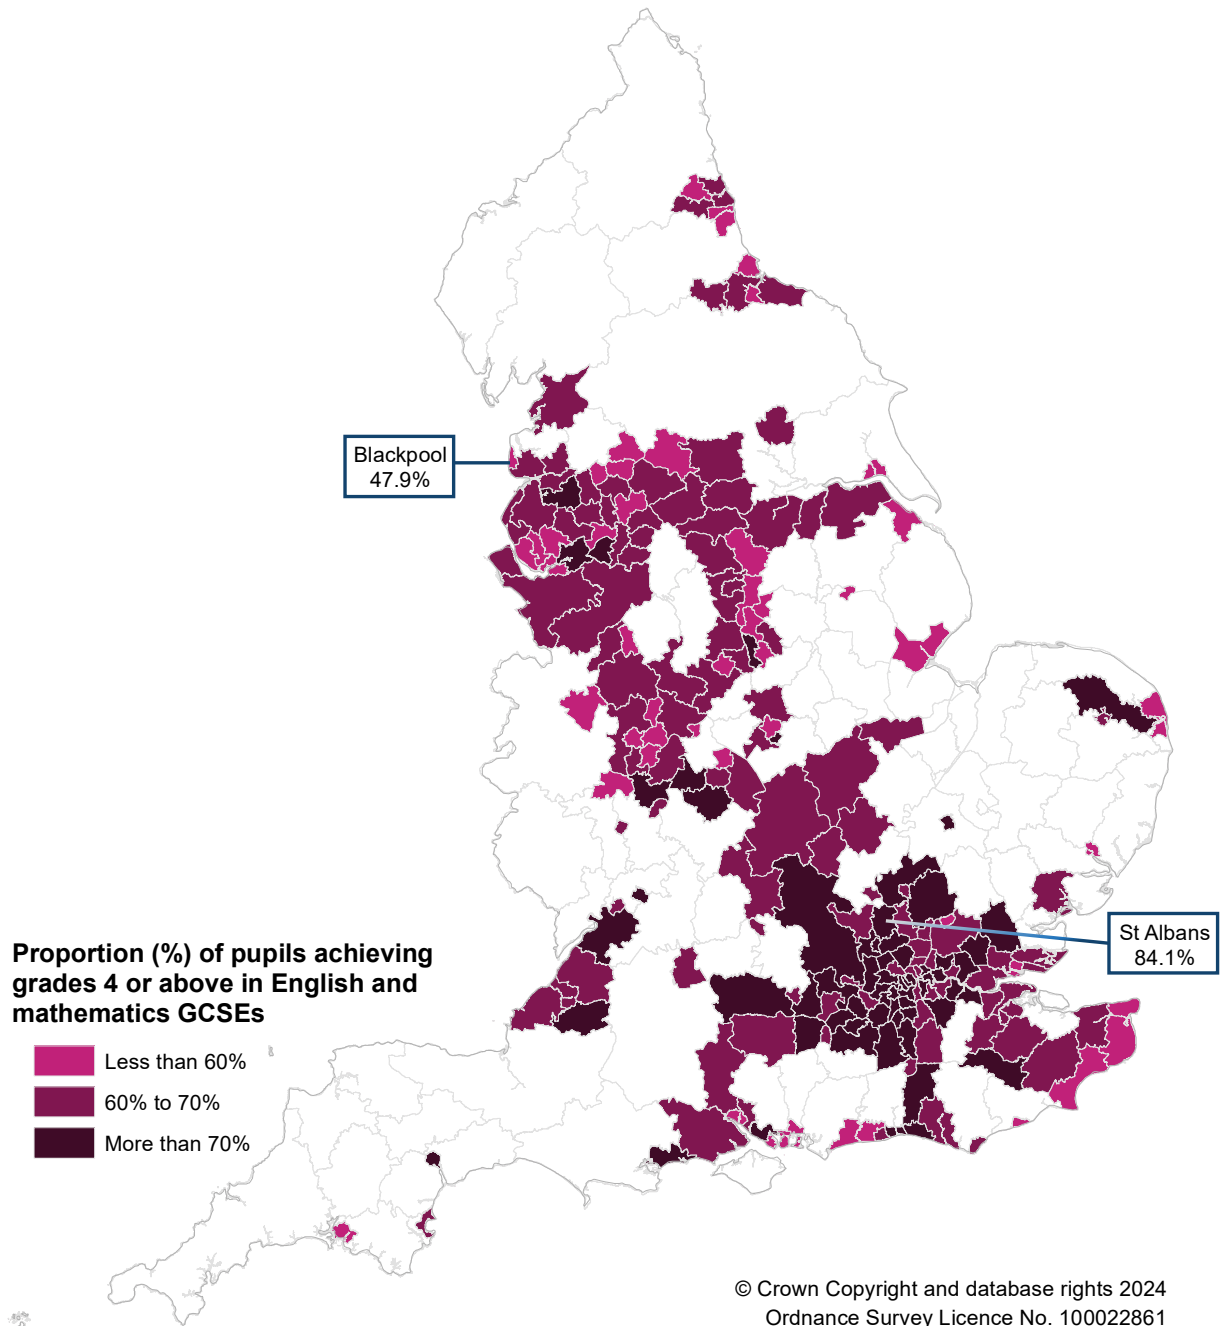 Blackpool
47.9%
St Albans
84.1%
Proportion (%) of pupils achieving
grades 4 or above in English and
mathematics GCSEs
Less than 60%
60% to 70%
More than 70%
© Crown Copyright and database rights 2024
Ordnance Survey Licence No. 100022861